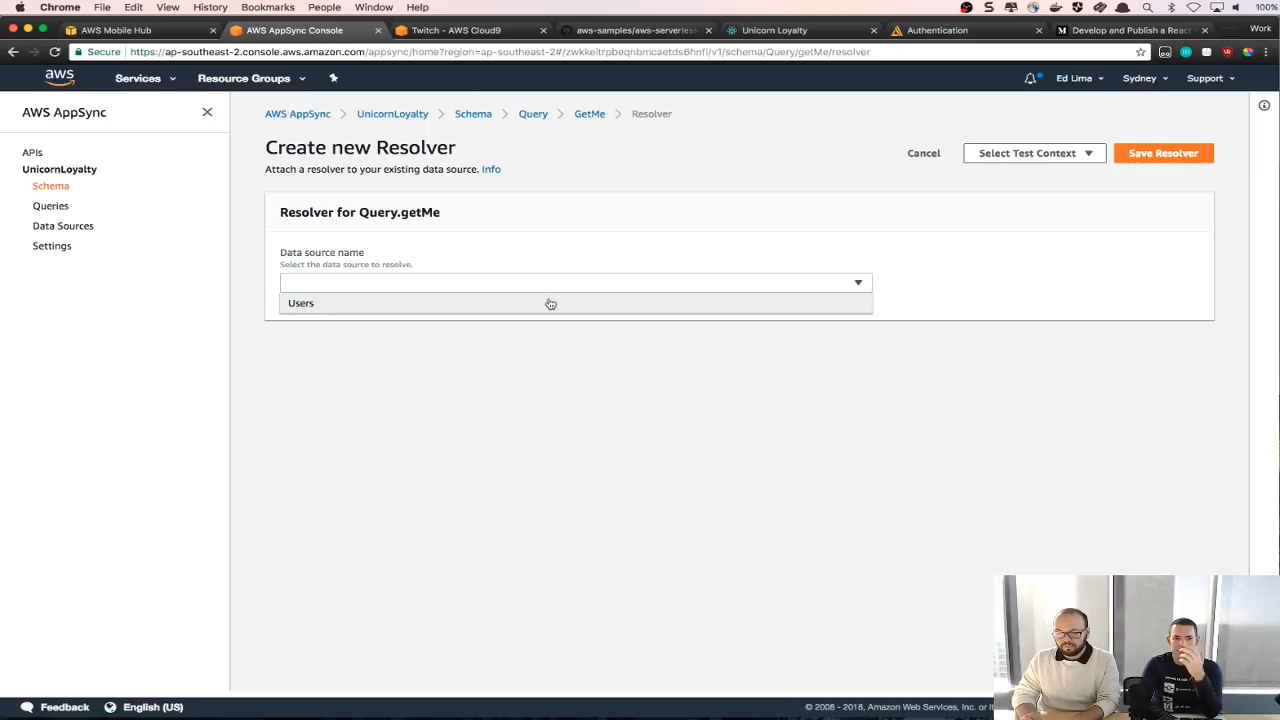 Chrome File Edit View History Bookmarks People Window Help 100%
AWS Mobile Hub AWS AppSync Console Twitch - AWS Cloud9 aws-samples/aws-serverless Unicorn Loyalty Authentication Develop and Publish a React Work
Secure https://ap-southeast-2.console.aws.amazon.com/appsync/home?region=ap-southeast-2#/zwkkeitrpbeqnbmcaetds6hnfi/v1/schema/Query/getMe/resolver
aws Services Resource Groups Ed Lima Sydney Support
AWS AppSync
APIs
UnicornLoyalty
Schema
Queries
Data Sources
Settings
AWS AppSync UnicornLoyalty Schema Query GetMe Resolver
Create new Resolver
Attach a resolver to your existing data source. Info
Cancel Select Test Context Save Resolver
Resolver for Query.getMe
Data source name
Select the data source to resolve.
Users
Feedback English (US) © 2008 - 2018, Amazon Web Services, Inc. or it